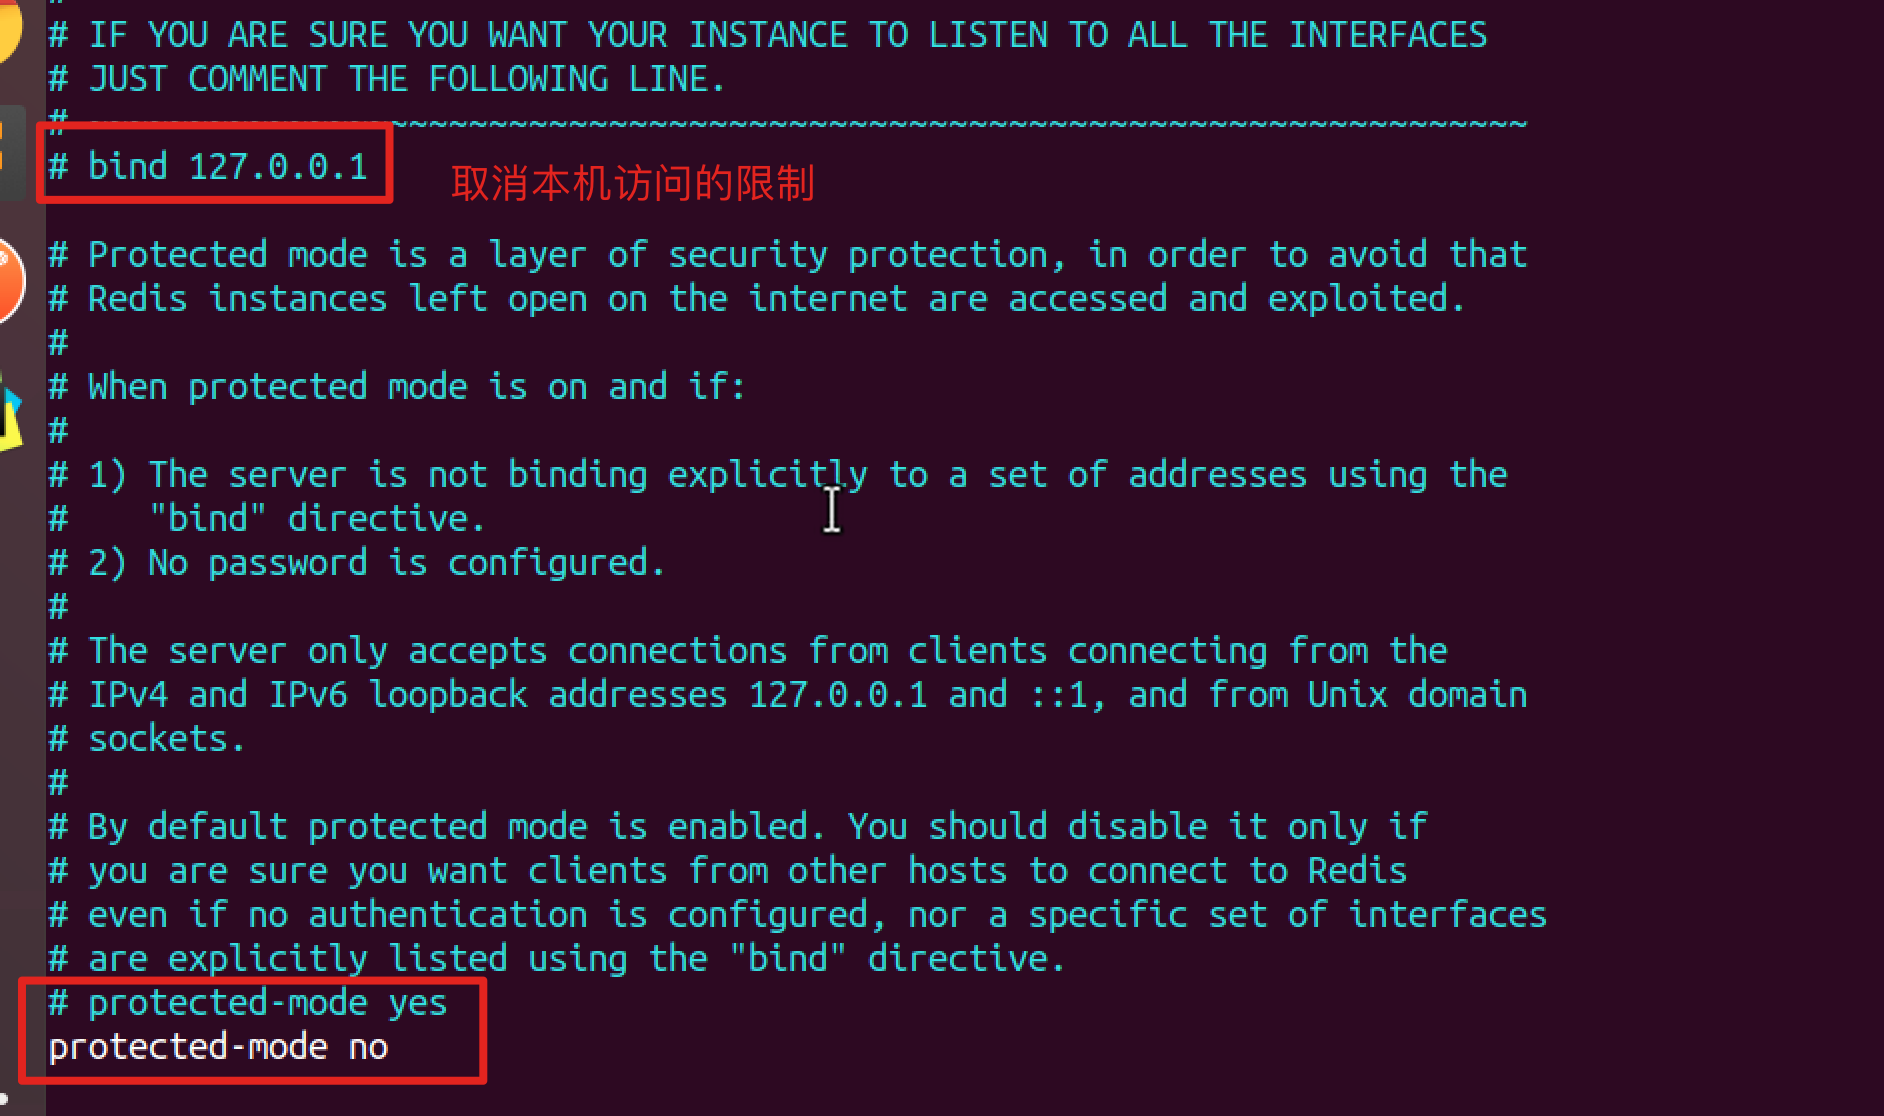 #
# IF YOU ARE SURE YOU WANT YOUR INSTANCE TO LISTEN TO ALL THE INTERFACES
# JUST COMMENT THE FOLLOWING LINE.
# ~~~~~~~~~~~~~~~~~~~~~~~~~~~~~~~~~~~~~~~~~~~~~~~~~~~~~~~~~~~~~~~~~~~~~~~~
# bind 127.0.0.1
取消本机访问的限制
# Protected mode is a layer of security protection, in order to avoid that
# Redis instances left open on the internet are accessed and exploited.
#
# When protected mode is on and if:
#
# 1) The server is not binding explicitly to a set of addresses using the
#    "bind" directive.
# 2) No password is configured.
#
# The server only accepts connections from clients connecting from the
# IPv4 and IPv6 loopback addresses 127.0.0.1 and ::1, and from Unix domain
# sockets.
#
# By default protected mode is enabled. You should disable it only if
# you are sure you want clients from other hosts to connect to Redis
# even if no authentication is configured, nor a specific set of interfaces
# are explicitly listed using the "bind" directive.
# protected-mode yes
protected-mode no